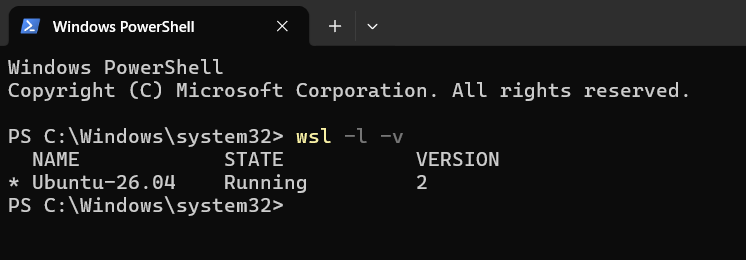 Windows PowerShell
Windows PowerShell
Copyright (C) Microsoft Corporation. All rights reserved.
PS C:\Windows\system32> wsl -l -v
  NAME            STATE           VERSION
* Ubuntu-26.04    Running         2
PS C:\Windows\system32>